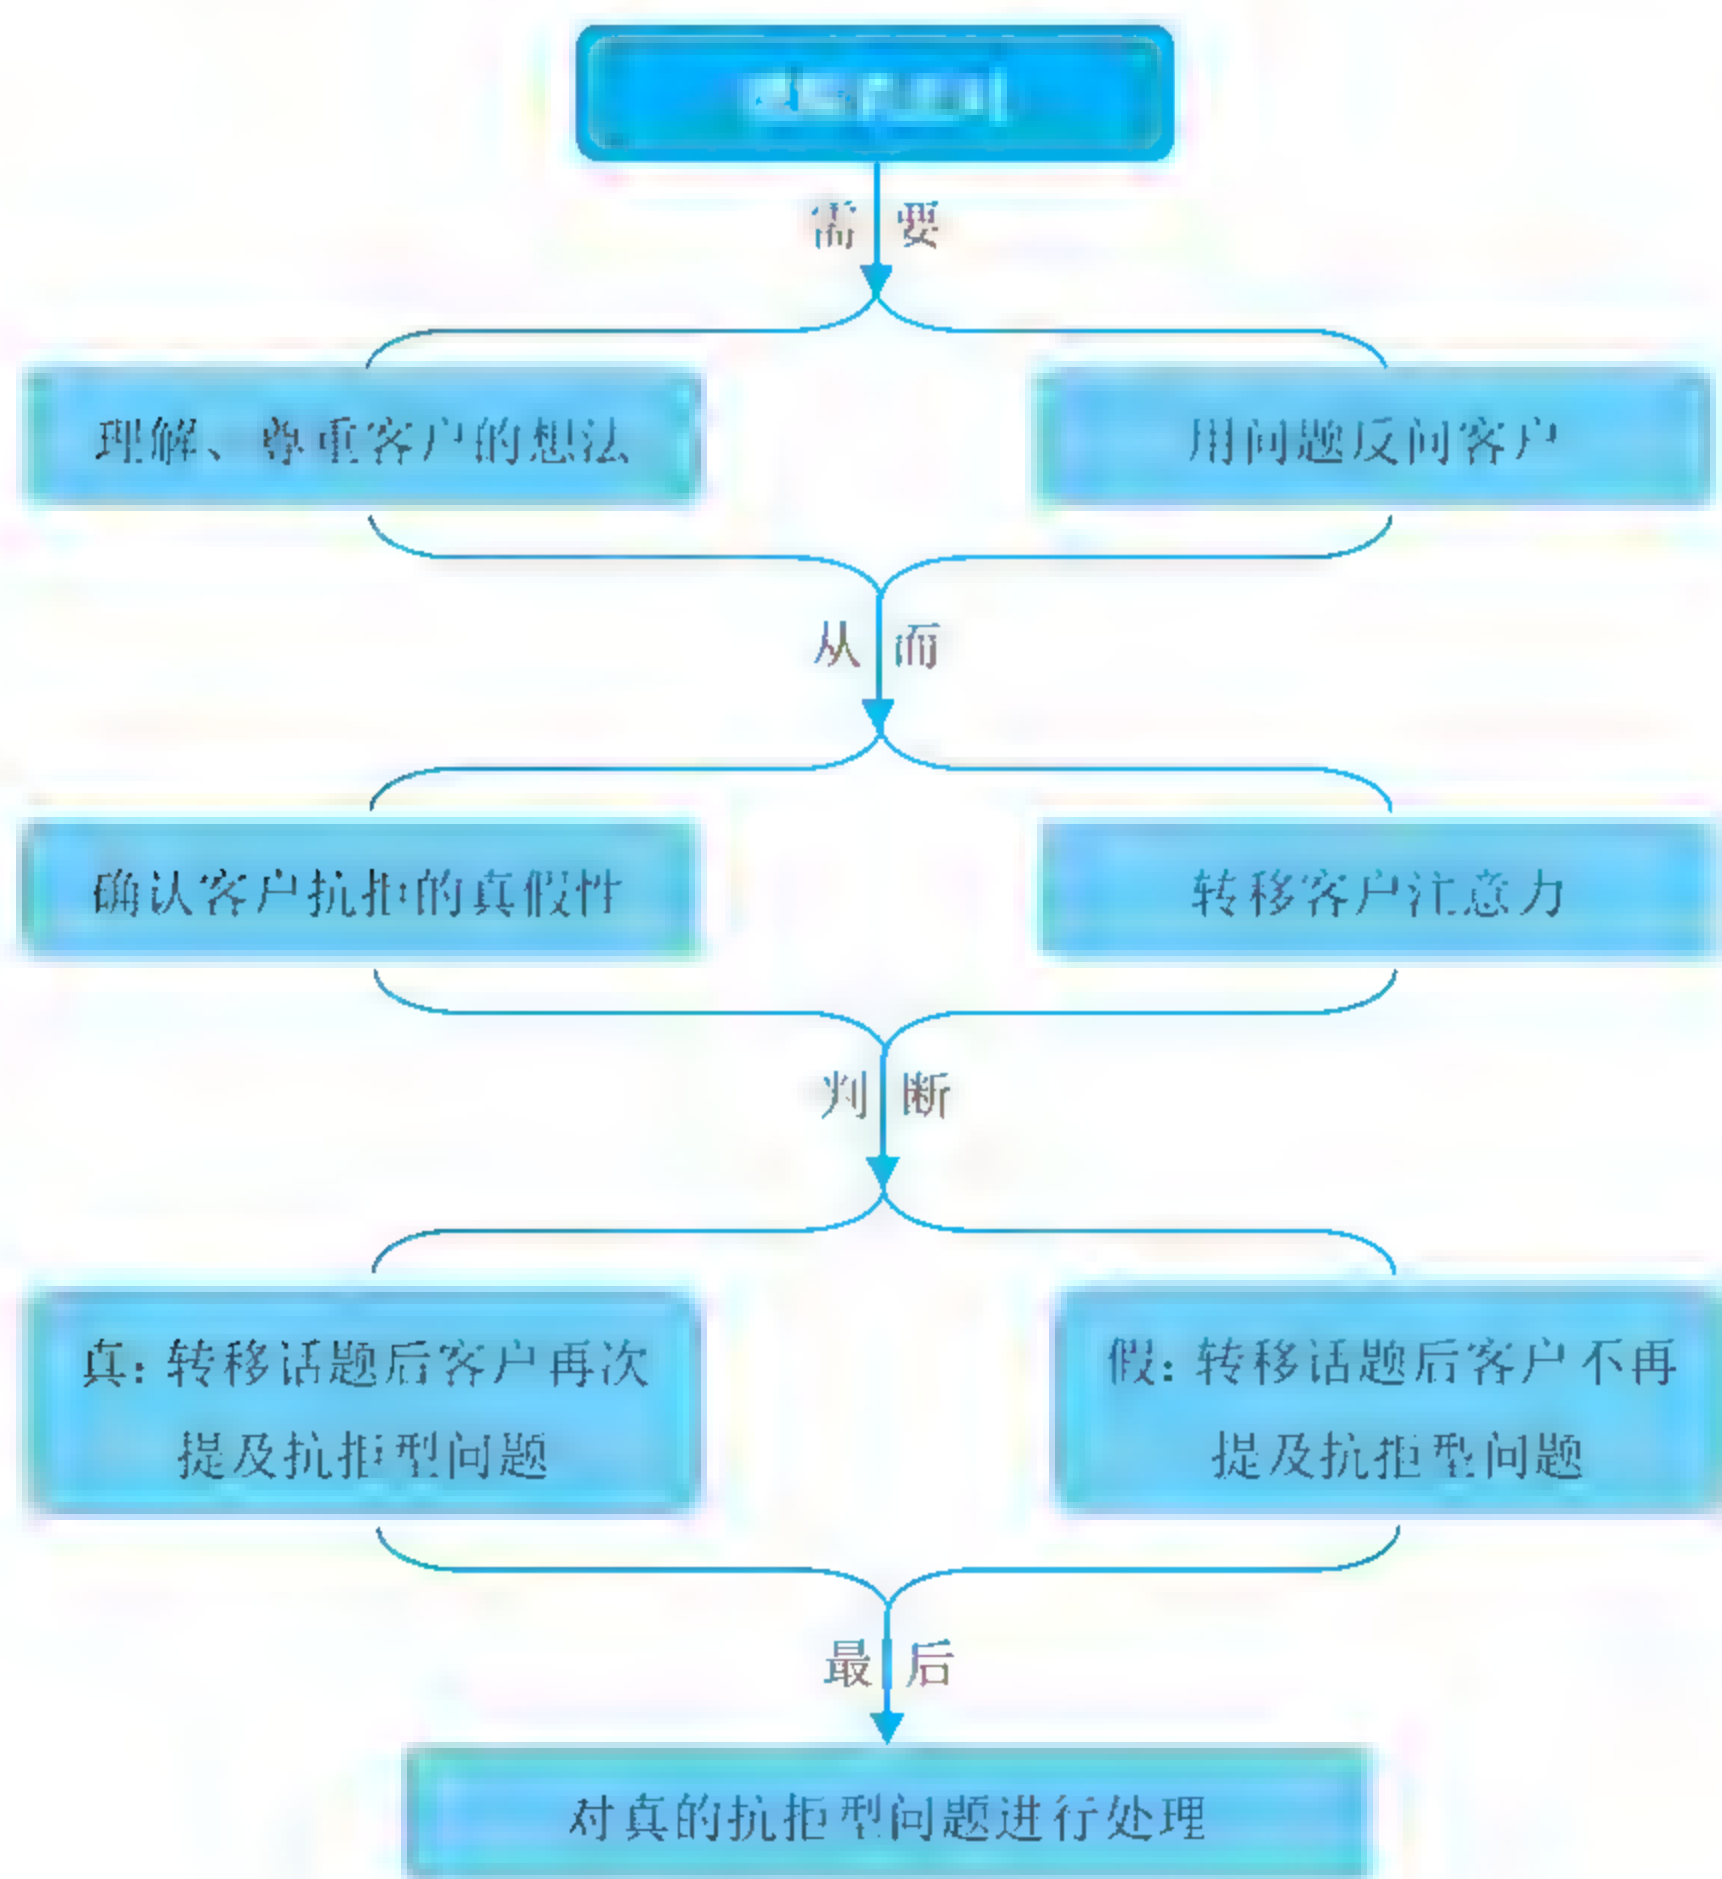 需要
理解、尊重客户的想法
用问题反问客户
从而
确认客户抗拒的真假性
转移客户注意力
判断
真：转移话题后客户再次
提及抗拒型问题
假：转移话题后客户不再
提及抗拒型问题
最后
对真的抗拒型问题进行处理